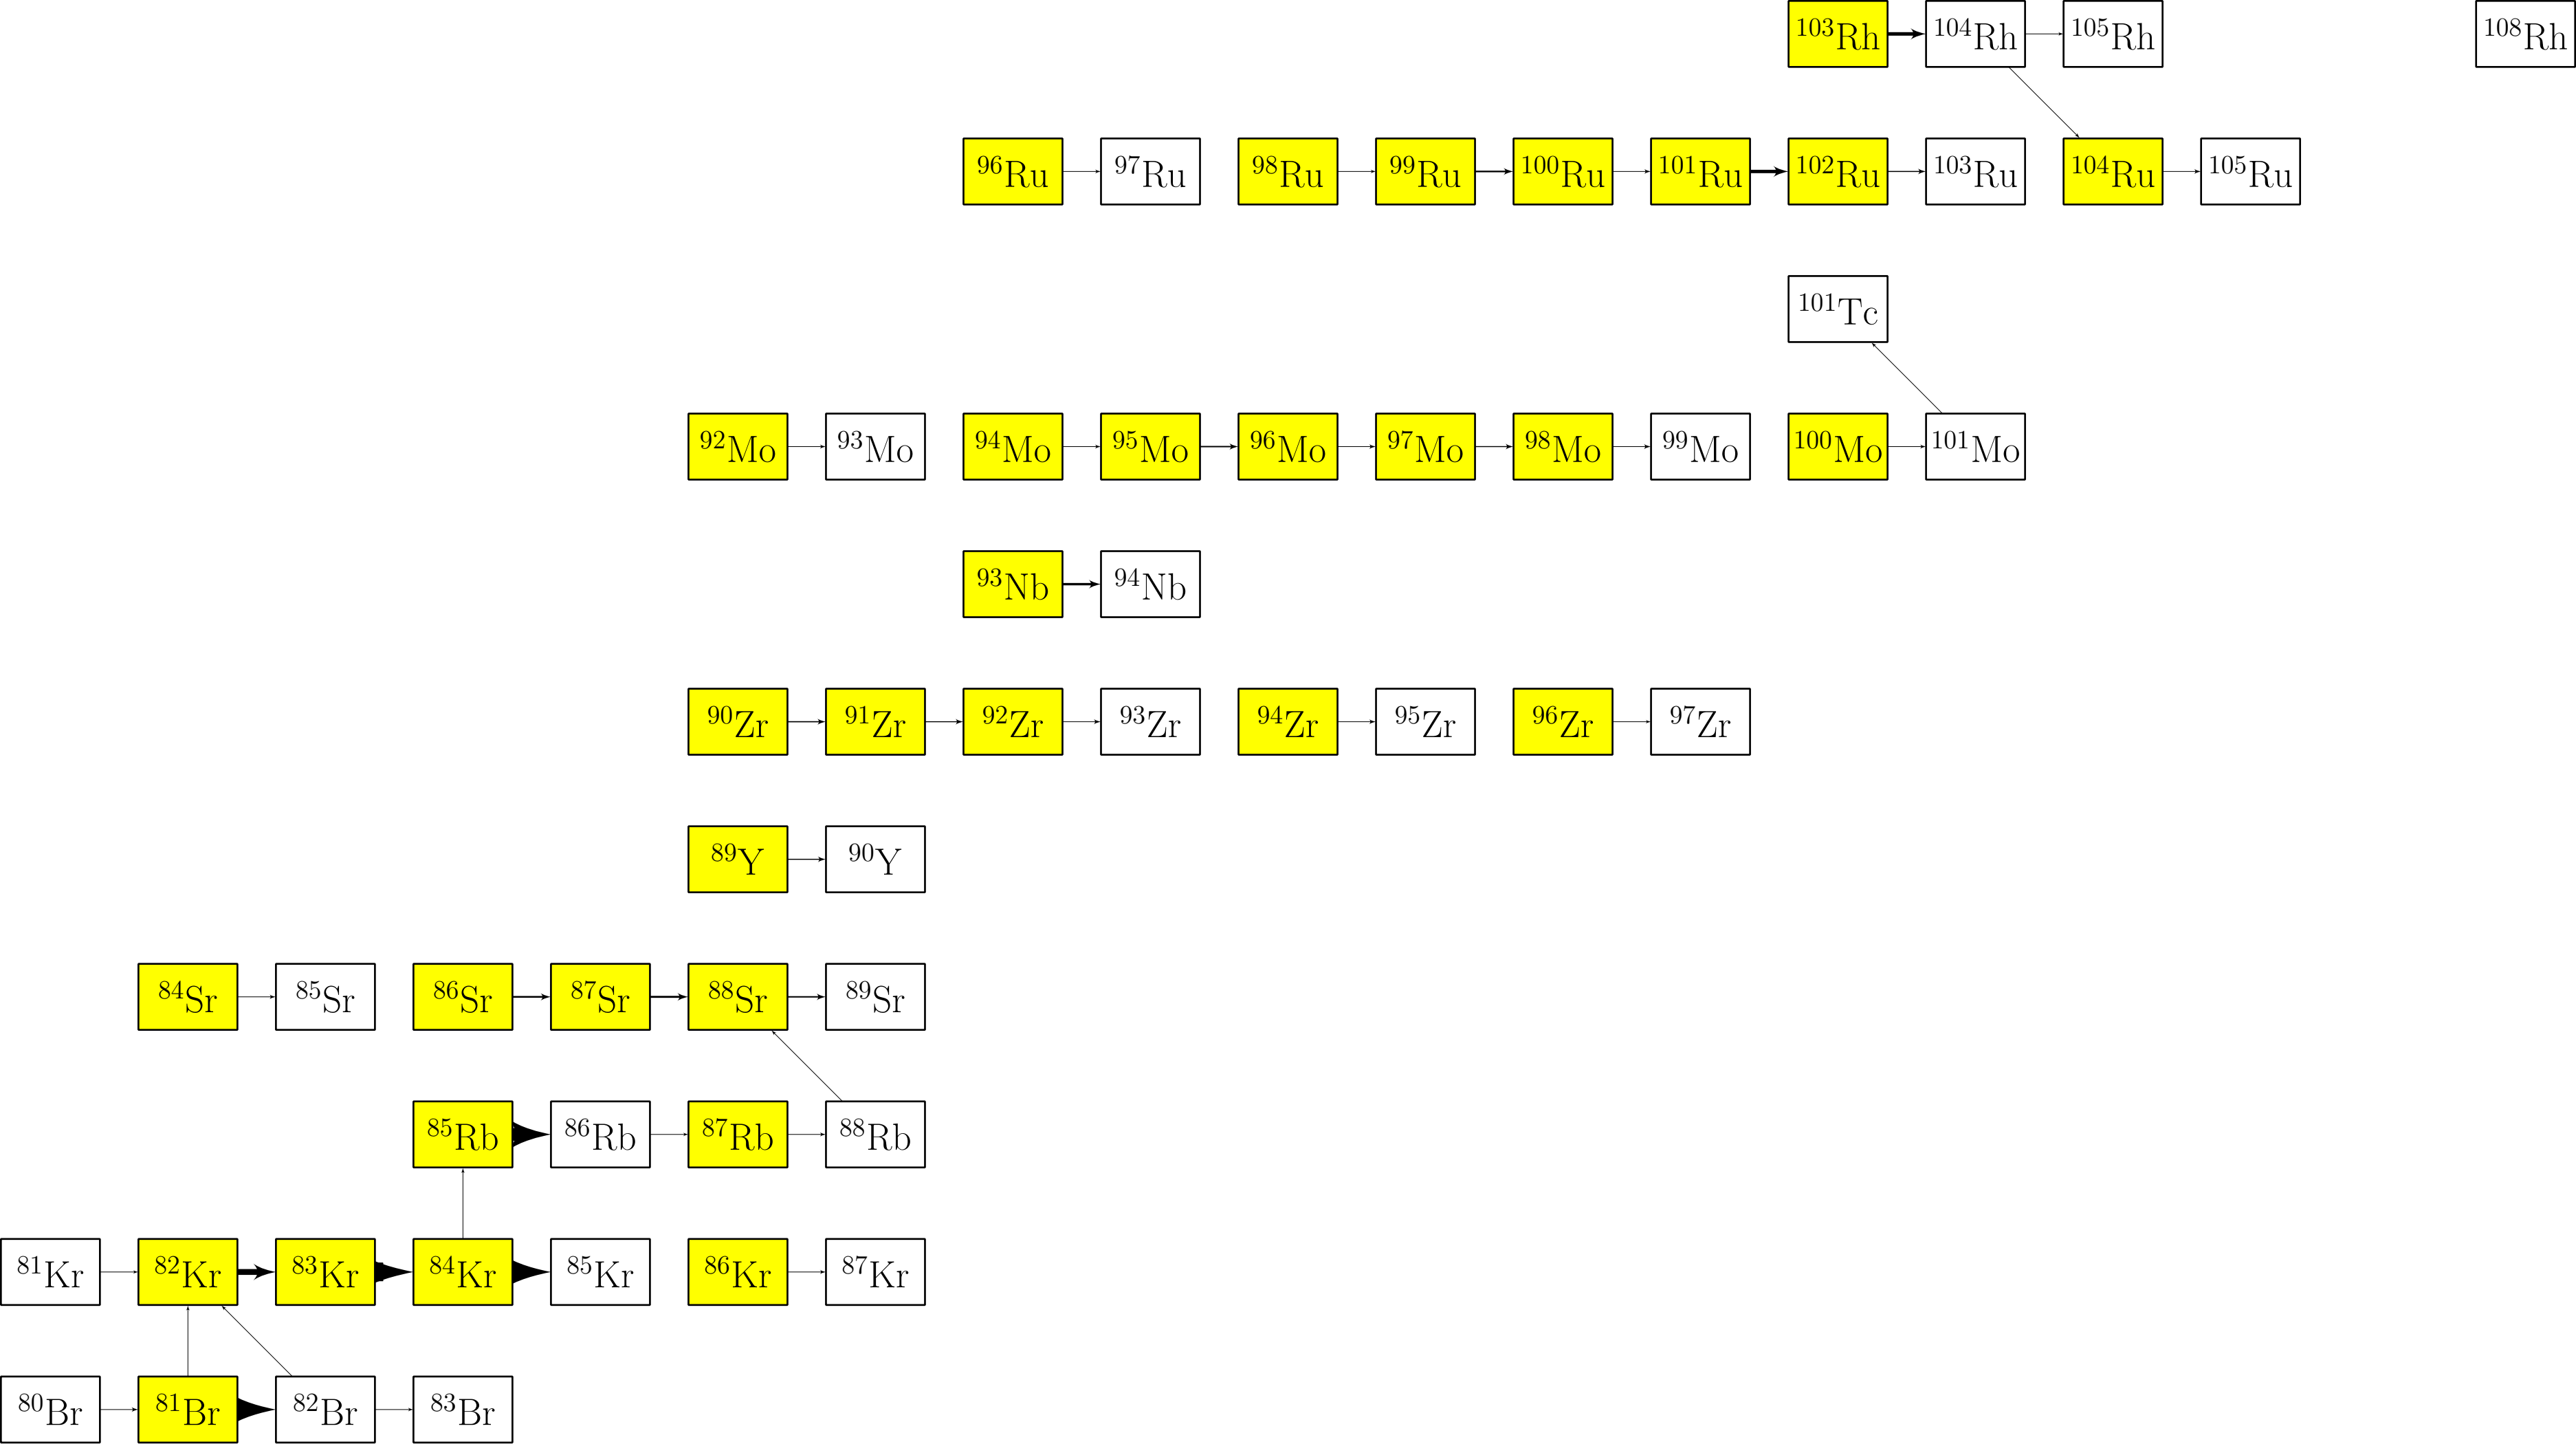 ¹⁰³Rh ¹⁰⁴Rh ¹⁰⁵Rh ¹⁰⁸Rh
⁹⁶Ru ⁹⁷Ru ⁹⁸Ru ⁹⁹Ru ¹⁰⁰Ru ¹⁰¹Ru ¹⁰²Ru ¹⁰³Ru ¹⁰⁴Ru ¹⁰⁵Ru
¹⁰¹Tc
⁹²Mo ⁹³Mo ⁹⁴Mo ⁹⁵Mo ⁹⁶Mo ⁹⁷Mo ⁹⁸Mo ⁹⁹Mo ¹⁰⁰Mo ¹⁰¹Mo
⁹³Nb ⁹⁴Nb
⁹⁰Zr ⁹¹Zr ⁹²Zr ⁹³Zr ⁹⁴Zr ⁹⁵Zr ⁹⁶Zr ⁹⁷Zr
⁸⁹Y ⁹⁰Y
⁸⁴Sr ⁸⁵Sr ⁸⁶Sr ⁸⁷Sr ⁸⁸Sr ⁸⁹Sr
⁸⁵Rb ⁸⁶Rb ⁸⁷Rb ⁸⁸Rb
⁸¹Kr ⁸²Kr ⁸³Kr ⁸⁴Kr ⁸⁵Kr ⁸⁶Kr ⁸⁷Kr
⁸⁰Br ⁸¹Br ⁸²Br ⁸³Br